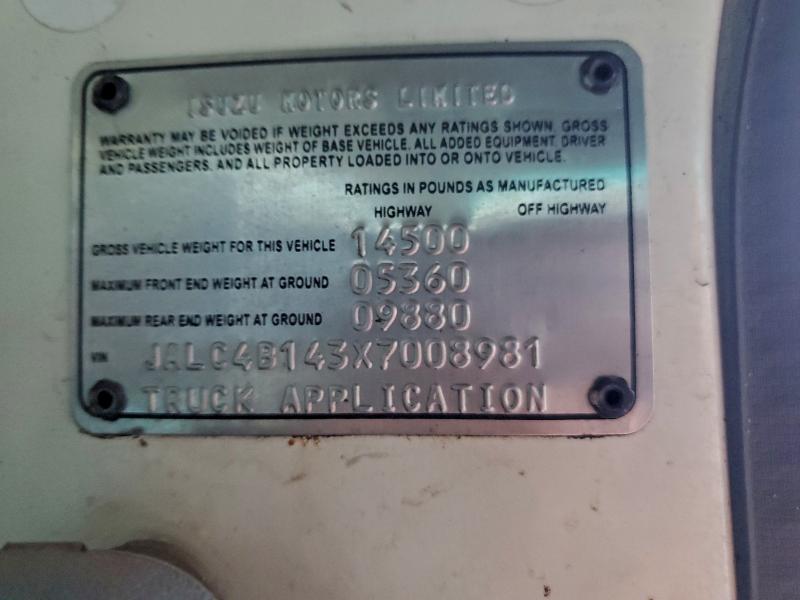 ISUZU MOTORS LIMITED
WARRANTY MAY BE VOIDED IF WEIGHT EXCEEDS ANY RATINGS SHOWN. GROSS
VEHICLE WEIGHT INCLUDES WEIGHT OF BASE VEHICLE. ALL ADDED EQUIPMENT, DRIVER
AND PASSENGERS. AND ALL PROPERTY LOADED INTO OR ONTO VEHICLE.
RATINGS IN POUNDS AS MANUFACTURED
HIGHWAY OFF HIGHWAY
GROSS VEHICLE WEIGHT FOR THIS VEHICLE 14500
MAXIMUM FRONT END WEIGHT AT GROUND 05360
MAXIMUM REAR END WEIGHT AT GROUND 09880
VIN JALC4B143X7008981
TRUCK APPLICATION